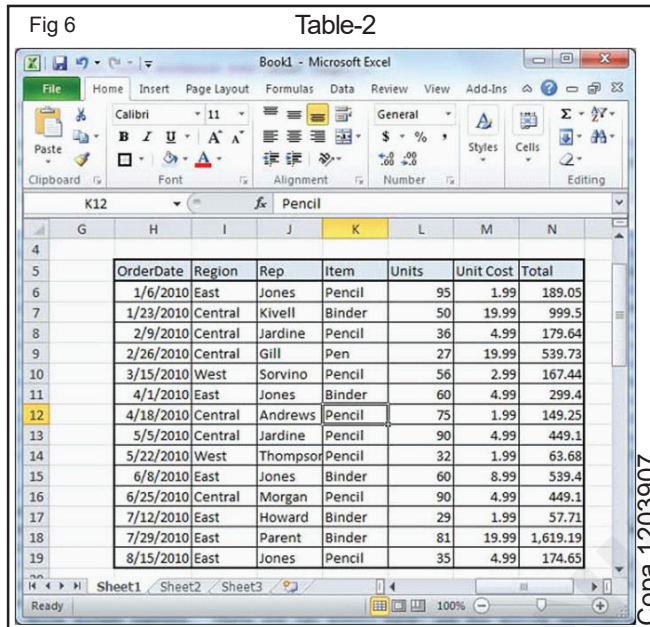 Fig 6
Table-2
Book1 - Microsoft Excel
File Home Insert Page Layout Formulas Data Review View Add-Ins
Paste
Calibri 11
B I U A A
A
General
$ % ,
.00 .00
Styles
Cells
Σ
Clipboard Font Alignment Number Editing
K12 fx Pencil
G H I J K L M N
4
5 OrderDate Region Rep Item Units Unit Cost Total
6 1/6/2010 East Jones Pencil 95 1.99 189.05
7 1/23/2010 Central Kivell Binder 50 19.99 999.5
8 2/9/2010 Central Jardine Pencil 36 4.99 179.64
9 2/26/2010 Central Gill Pen 27 19.99 539.73
10 3/15/2010 West Sorvino Pencil 56 2.99 167.44
11 4/1/2010 East Jones Binder 60 4.99 299.4
12 4/18/2010 Central Andrews Pencil 75 1.99 149.25
13 5/5/2010 Central Jardine Pencil 90 4.99 449.1
14 5/22/2010 West Thompsor Pencil 32 1.99 63.68
15 6/8/2010 East Jones Binder 60 8.99 539.4
16 6/25/2010 Central Morgan Pencil 90 4.99 449.1
17 7/12/2010 East Howard Binder 29 1.99 57.71
18 7/29/2010 East Parent Binder 81 19.99 1,619.19
19 8/15/2010 East Jones Pencil 35 4.99 174.65
Sheet1 Sheet2 Sheet3
Ready 100%
Copa 1203907